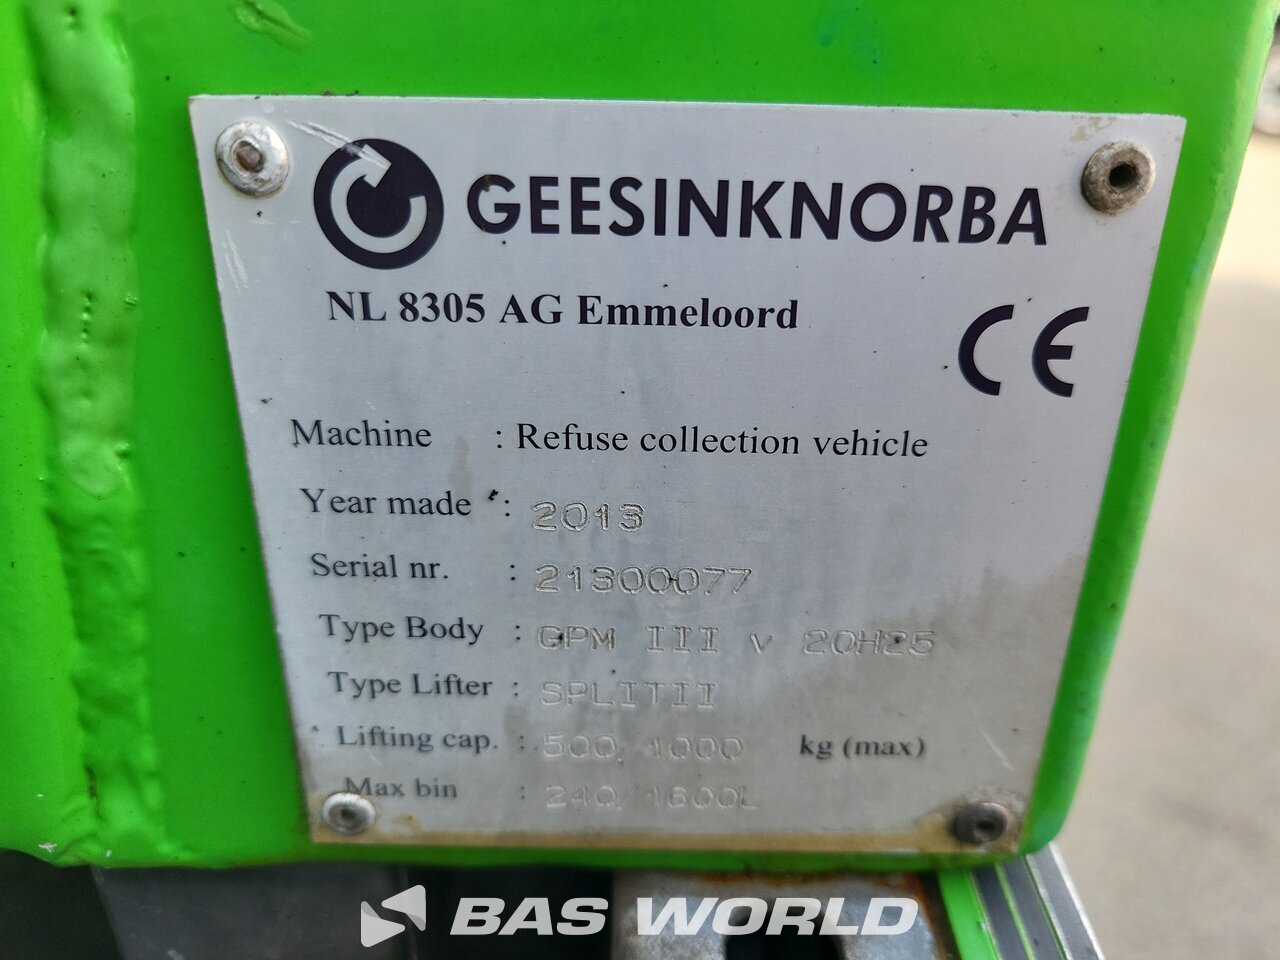 GEESINKNORBA
NL 8305 AG Emmeloord
CE
Machine : Refuse collection vehicle
Year made : 2013
Serial nr. : 21300077
Type Body : GPM III v 20H25
Type Lifter : SPLITII
Lifting cap. : 500/1000 kg (max)
Max bin : 240/1600L
BAS WORLD